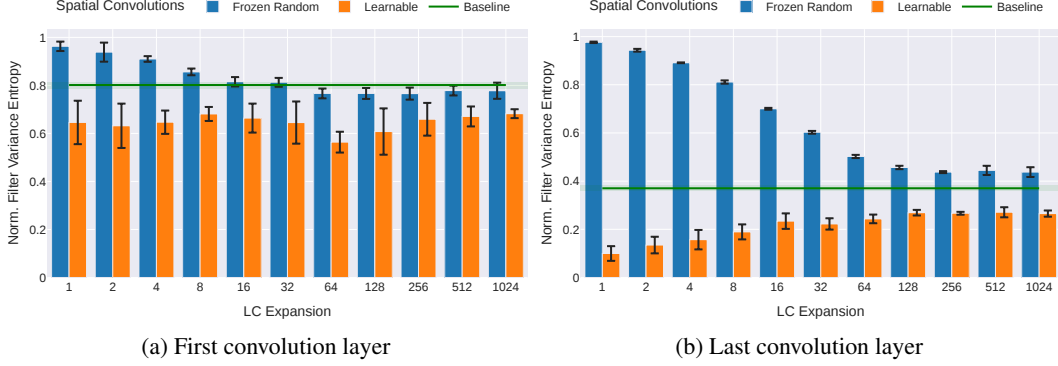 Spatial Convolutions Frozen Random Learnable Baseline
1
0.8
0.6
0.4
0.2
0
Norm. Filter Variance Entropy
1 2 4 8 16 32 64 128 256 512 1024
LC Expansion
(a) First convolution layer
Spatial Convolutions Frozen Random Learnable Baseline
1
0.8
0.6
0.4
0.2
0
Norm. Filter Variance Entropy
1 2 4 8 16 32 64 128 256 512 1024
LC Expansion
(b) Last convolution layer